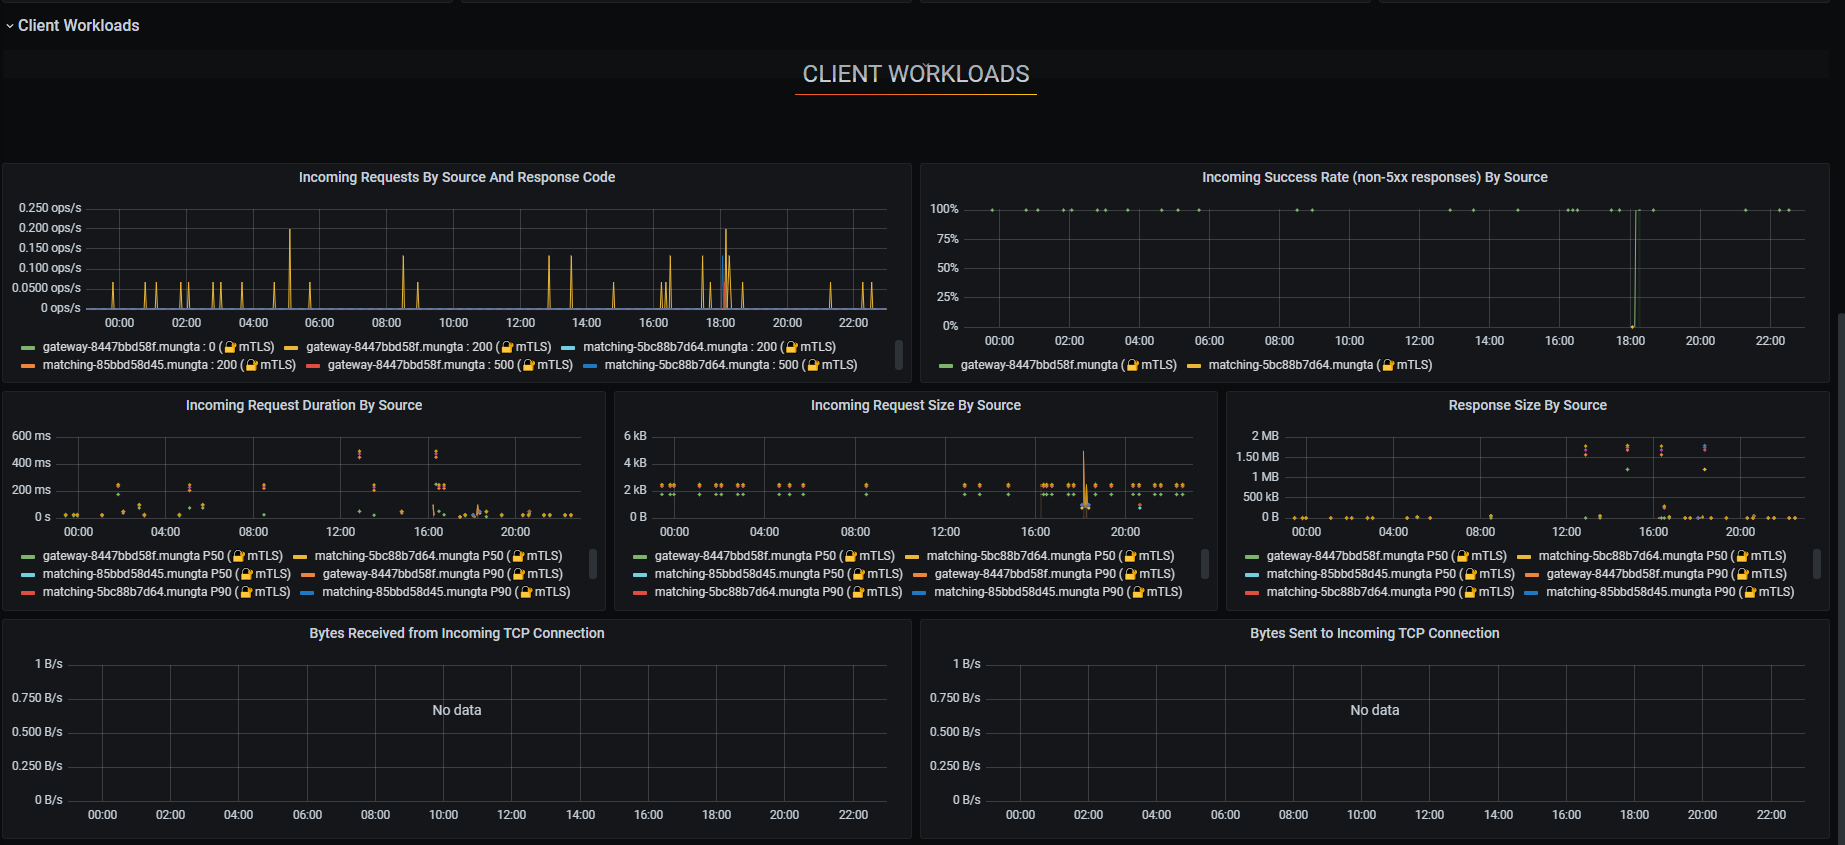 Client Workloads
CLIENT WORKLOADS
Incoming Requests By Source And Response Code
0.250 ops/s
0.200 ops/s
0.150 ops/s
0.100 ops/s
0.0500 ops/s
0 ops/s
00:00 02:00 04:00 06:00 08:00 10:00 12:00 14:00 16:00 18:00 20:00 22:00
gateway-8447bbd58f.mungta : 0 (🔐mTLS) gateway-8447bbd58f.mungta : 200 (🔐mTLS) matching-5bc88b7d64.mungta : 200 (🔐mTLS)
matching-85bbd58d45.mungta : 200 (🔐mTLS) gateway-8447bbd58f.mungta : 500 (🔐mTLS) matching-5bc88b7d64.mungta : 500 (🔐mTLS)
Incoming Success Rate (non-5xx responses) By Source
100%
75%
50%
25%
0%
00:00 02:00 04:00 06:00 08:00 10:00 12:00 14:00 16:00 18:00 20:00 22:00
gateway-8447bbd58f.mungta (🔐mTLS) matching-5bc88b7d64.mungta (🔐mTLS)
Incoming Request Duration By Source
600 ms
400 ms
200 ms
0 s
00:00 04:00 08:00 12:00 16:00 20:00
gateway-8447bbd58f.mungta P50 (🔐mTLS) matching-5bc88b7d64.mungta P50 (🔐mTLS)
matching-85bbd58d45.mungta P50 (🔐mTLS) gateway-8447bbd58f.mungta P90 (🔐mTLS)
matching-5bc88b7d64.mungta P90 (🔐mTLS) matching-85bbd58d45.mungta P90 (🔐mTLS)
Incoming Request Size By Source
6 kB
4 kB
2 kB
0 B
00:00 04:00 08:00 12:00 16:00 20:00
gateway-8447bbd58f.mungta P50 (🔐mTLS) matching-5bc88b7d64.mungta P50 (🔐mTLS)
matching-85bbd58d45.mungta P50 (🔐mTLS) gateway-8447bbd58f.mungta P90 (🔐mTLS)
matching-5bc88b7d64.mungta P90 (🔐mTLS) matching-85bbd58d45.mungta P90 (🔐mTLS)
Response Size By Source
2 MB
1.50 MB
1 MB
500 kB
0 B
00:00 04:00 08:00 12:00 16:00 20:00
gateway-8447bbd58f.mungta P50 (🔐mTLS) matching-5bc88b7d64.mungta P50 (🔐mTLS)
matching-85bbd58d45.mungta P50 (🔐mTLS) gateway-8447bbd58f.mungta P90 (🔐mTLS)
matching-5bc88b7d64.mungta P90 (🔐mTLS) matching-85bbd58d45.mungta P90 (🔐mTLS)
Bytes Received from Incoming TCP Connection
1 B/s
0.750 B/s
No data
0.500 B/s
0.250 B/s
0 B/s
00:00 02:00 04:00 06:00 08:00 10:00 12:00 14:00 16:00 18:00 20:00 22:00
Bytes Sent to Incoming TCP Connection
1 B/s
0.750 B/s
No data
0.500 B/s
0.250 B/s
0 B/s
00:00 02:00 04:00 06:00 08:00 10:00 12:00 14:00 16:00 18:00 20:00 22:00